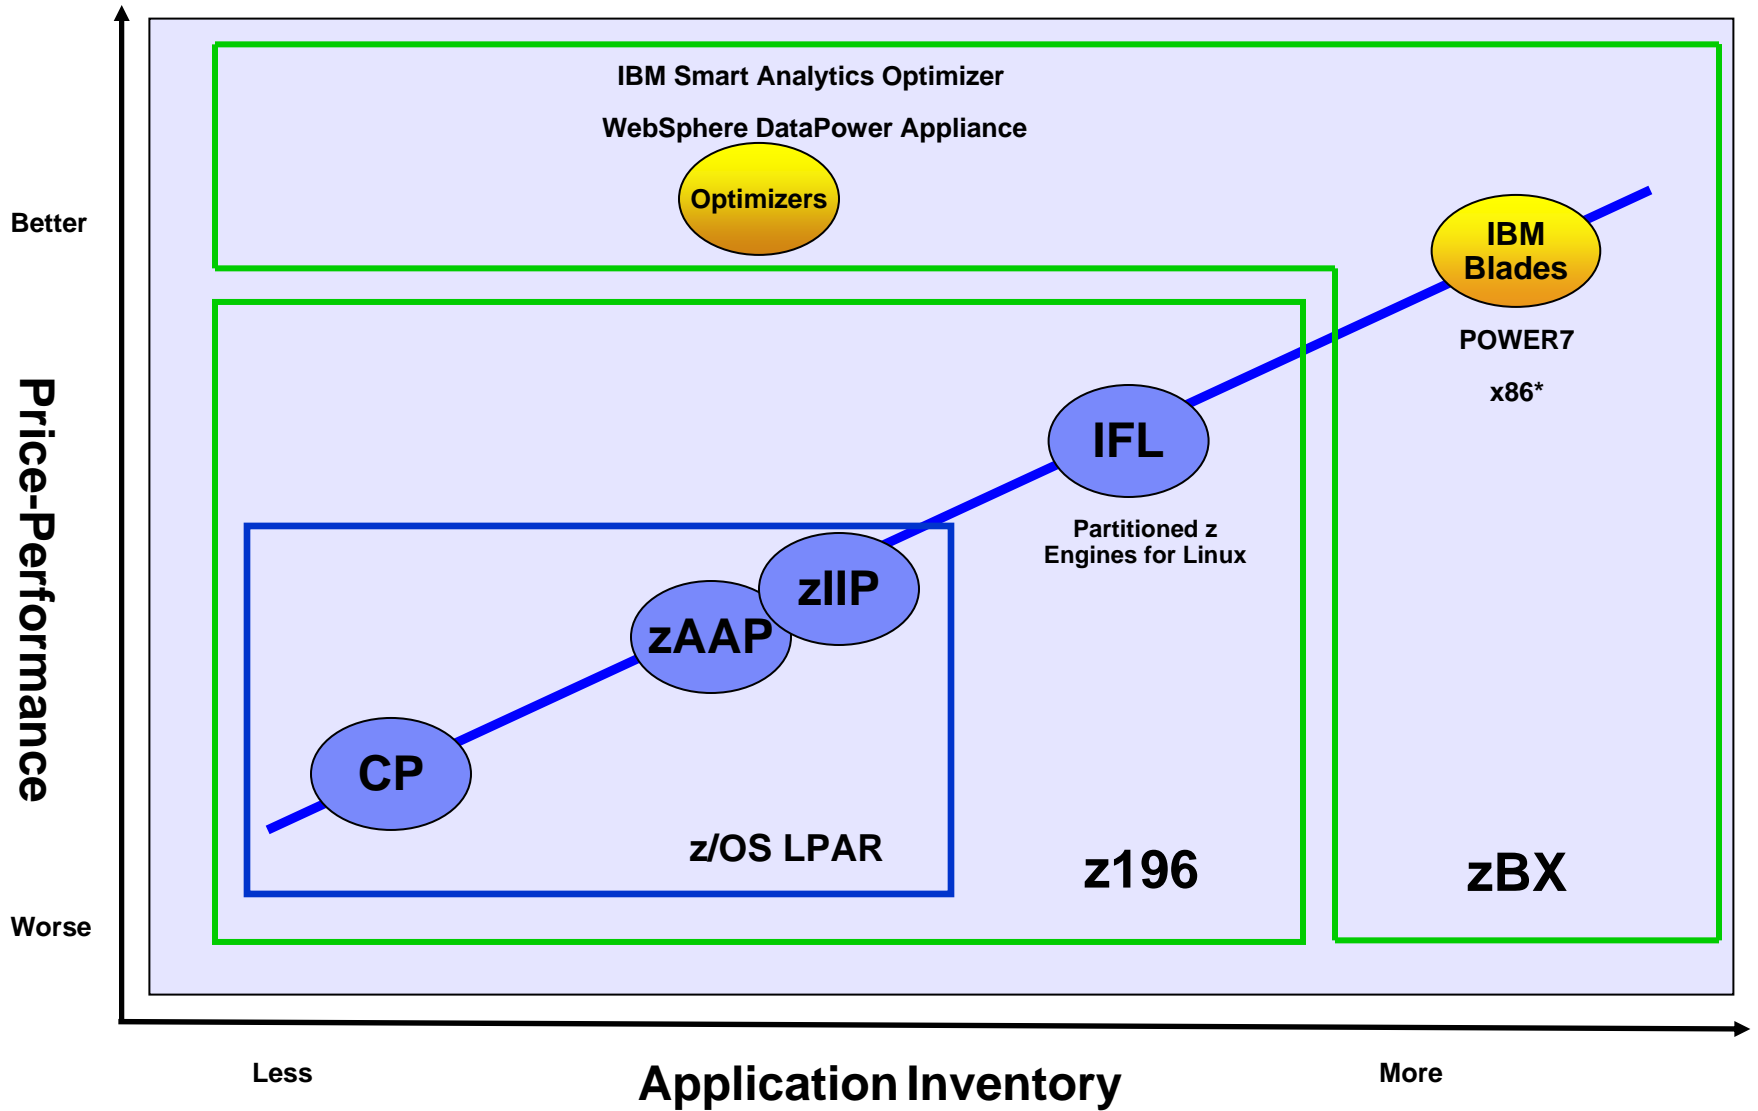 IBM Smart Analytics Optimizer
WebSphere DataPower Appliance
Optimizers
Better
IBM
Blades
POWER7
x86*
IFL
Partitioned z
Engines for Linux
Price-Performance
zIIP
zAAP
CP
z/OS LPAR
z196
zBX
Worse
Less
Application Inventory
More